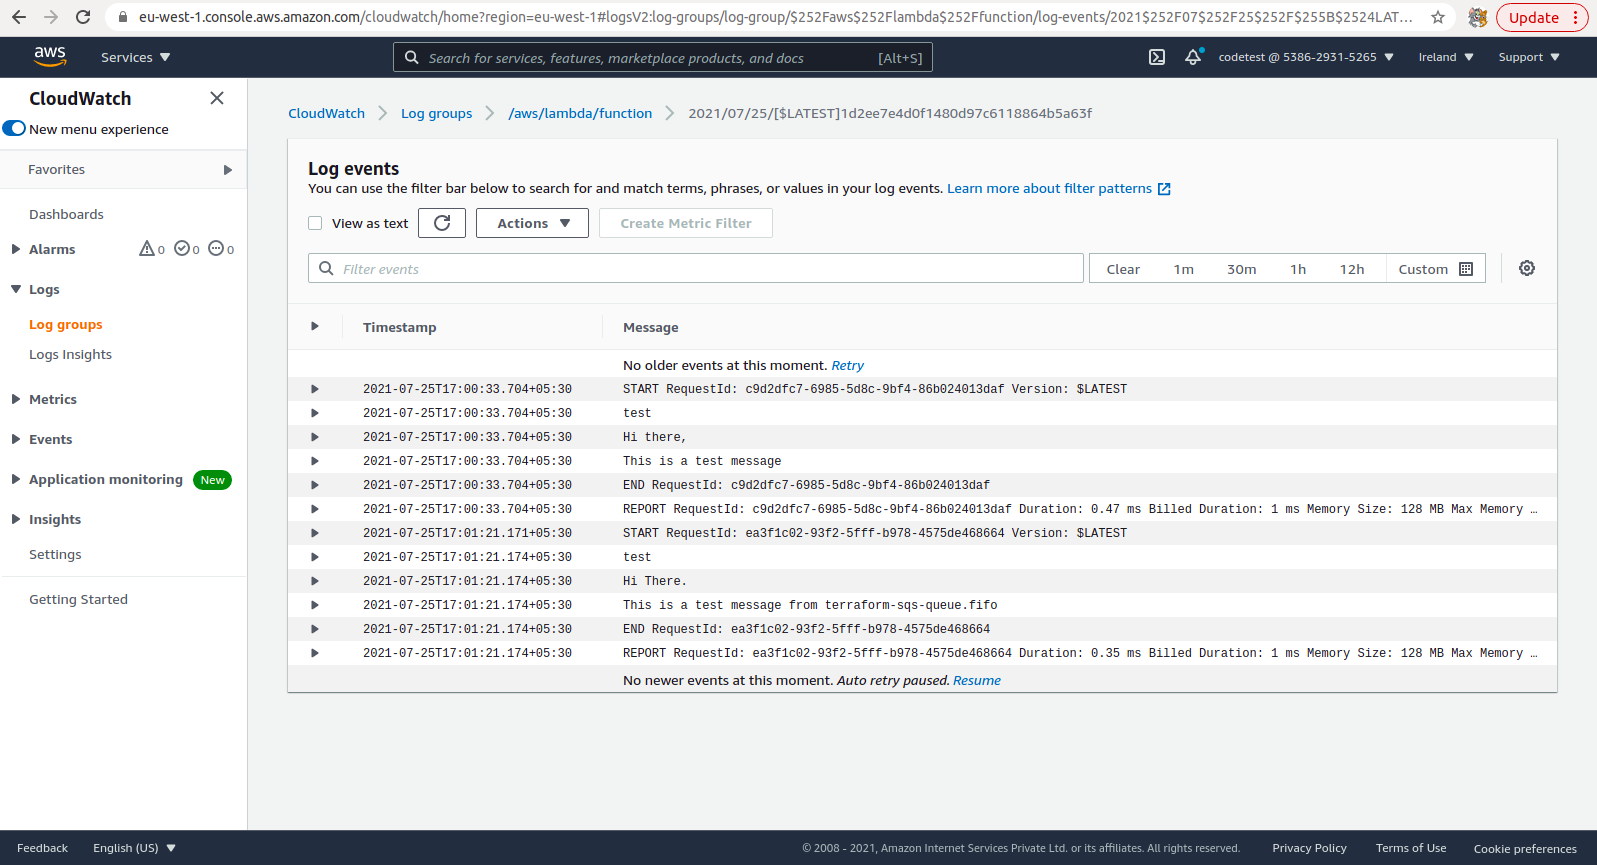 eu-west-1.console.aws.amazon.com/cloudwatch/home?region=eu-west-1#logsV2:log-groups/log-group/$252Faws$252Flambda$252Ffunction/log-events/2021$252F07$252F25$252F$255B$2524LAT... Update
aws Services Search for services, features, marketplace products, and docs [Alt+S] codetest @ 5386-2931-5265 Ireland Support
CloudWatch
New menu experience
Favorites
Dashboards
Alarms 0 0 0
Logs
Log groups
Logs Insights
Metrics
Events
Application monitoring New
Insights
Settings
Getting Started
CloudWatch Log groups /aws/lambda/function 2021/07/25/[$LATEST]1d2ee7e4d0f1480d97c6118864b5a63f
Log events
You can use the filter bar below to search for and match terms, phrases, or values in your log events. Learn more about filter patterns
View as text Actions Create Metric Filter
Filter events Clear 1m 30m 1h 12h Custom
Timestamp Message
No older events at this moment. Retry
2021-07-25T17:00:33.704+05:30 START RequestId: c9d2dfc7-6985-5d8c-9bf4-86b024013daf Version: $LATEST
2021-07-25T17:00:33.704+05:30 test
2021-07-25T17:00:33.704+05:30 Hi there,
2021-07-25T17:00:33.704+05:30 This is a test message
2021-07-25T17:00:33.704+05:30 END RequestId: c9d2dfc7-6985-5d8c-9bf4-86b024013daf
2021-07-25T17:00:33.704+05:30 REPORT RequestId: c9d2dfc7-6985-5d8c-9bf4-86b024013daf Duration: 0.47 ms Billed Duration: 1 ms Memory Size: 128 MB Max Memory …
2021-07-25T17:01:21.171+05:30 START RequestId: ea3f1c02-93f2-5fff-b978-4575de468664 Version: $LATEST
2021-07-25T17:01:21.174+05:30 test
2021-07-25T17:01:21.174+05:30 Hi There.
2021-07-25T17:01:21.174+05:30 This is a test message from terraform-sqs-queue.fifo
2021-07-25T17:01:21.174+05:30 END RequestId: ea3f1c02-93f2-5fff-b978-4575de468664
2021-07-25T17:01:21.174+05:30 REPORT RequestId: ea3f1c02-93f2-5fff-b978-4575de468664 Duration: 0.35 ms Billed Duration: 1 ms Memory Size: 128 MB Max Memory …
No newer events at this moment. Auto retry paused. Resume
Feedback English (US) © 2008 - 2021, Amazon Internet Services Private Ltd. or its affiliates. All rights reserved. Privacy Policy Terms of Use Cookie preferences